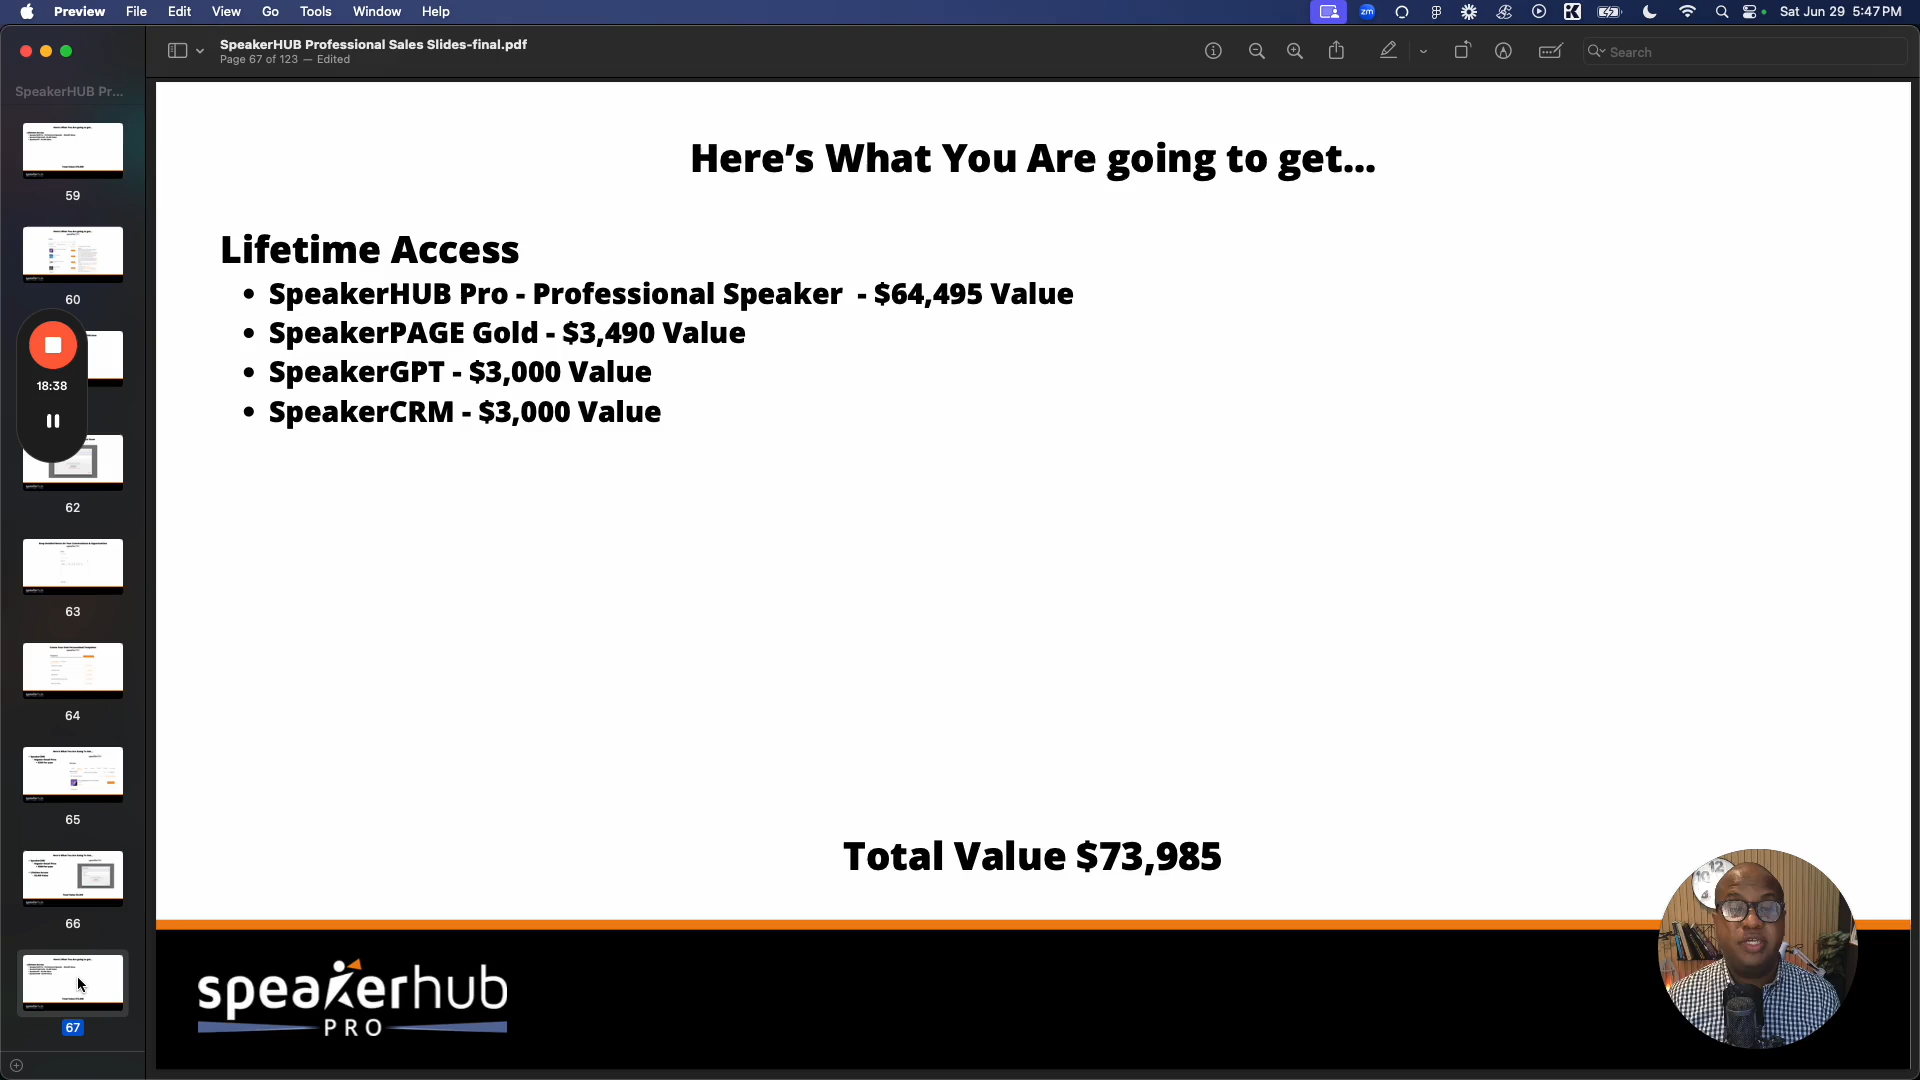 Preview File Edit View Go Tools Window Help
zm
Sat Jun 29 5:47 PM
SpeakerHUB Professional Sales Slides-final.pdf
Page 67 of 123 — Edited
Search
SpeakerHUB Pr...
59
60
18:38
62
63
64
65
66
67
Here's What You Are going to get...
Lifetime Access
• SpeakerHUB Pro - Professional Speaker - $64,495 Value
• SpeakerPAGE Gold - $3,490 Value
• SpeakerGPT - $3,000 Value
• SpeakerCRM - $3,000 Value
Total Value $73,985
speakerhub
PRO